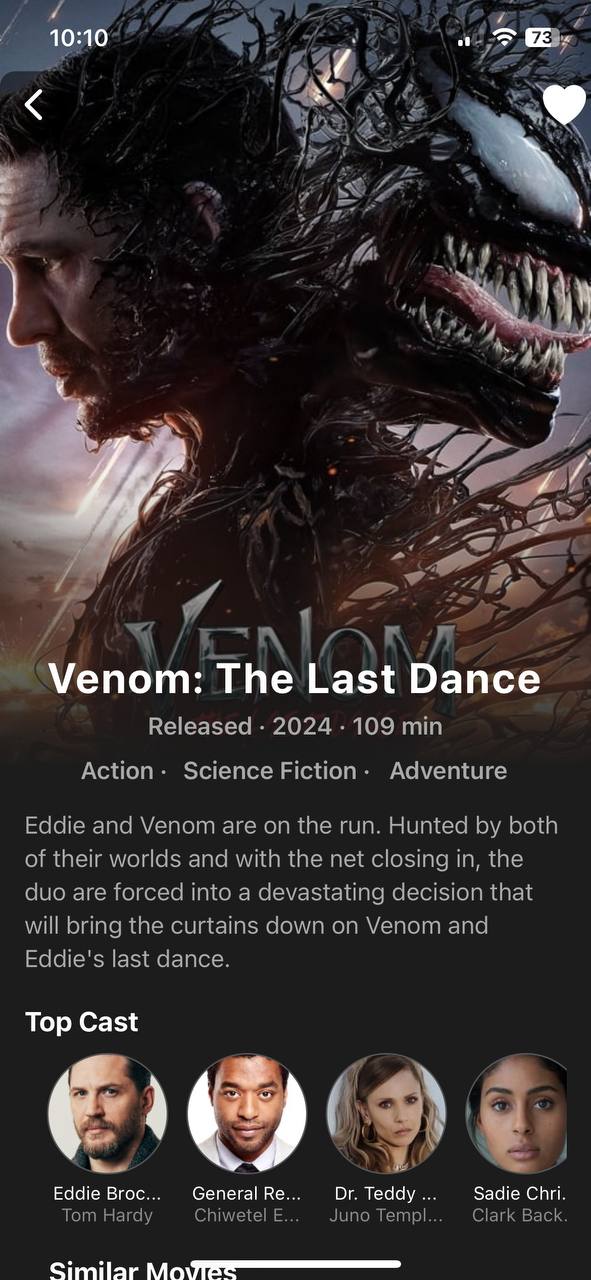 10:10
73
VENOM
Venom: The Last Dance
Released · 2024 · 109 min
Action · Science Fiction · Adventure
Eddie and Venom are on the run. Hunted by both
of their worlds and with the net closing in, the
duo are forced into a devastating decision that
will bring the curtains down on Venom and
Eddie's last dance.
Top Cast
Eddie Broc... General Re... Dr. Teddy ... Sadie Chri.
Tom Hardy Chiwetel E... Juno Templ... Clark Back.
Similar Movies